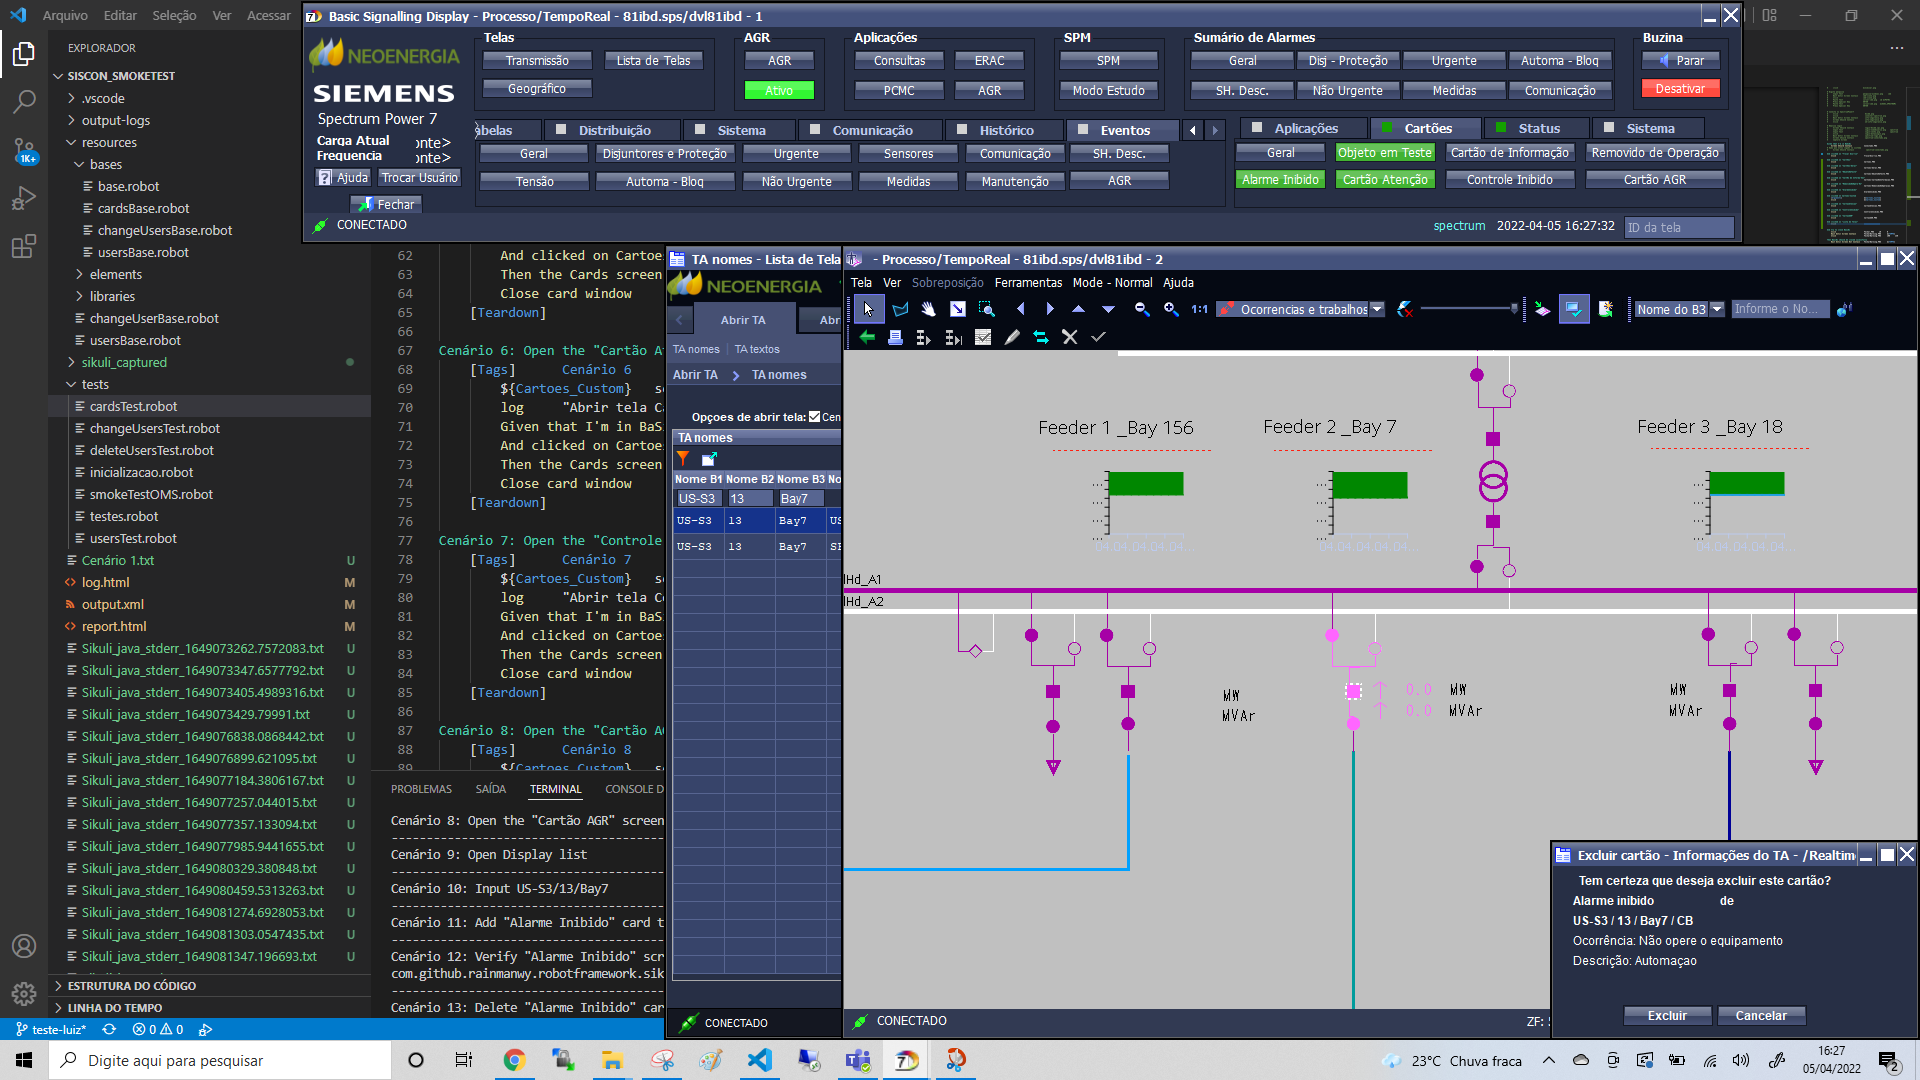 Arquivo Editar Seleção Ver Acessar
EXPLORADOR
SISCON_SMOKETEST
.vscode
output-logs
resources
bases
base.robot
cardsBase.robot
changeUsersBase.robot
usersBase.robot
elements
libraries
changeUserBase.robot
usersBase.robot
sikuli_captured
tests
cardsTest.robot
changeUsersTest.robot
deleteUsersTest.robot
inicializacao.robot
smokeTestOMS.robot
testes.robot
usersTest.robot
Cenário 1.txt U
log.html M
output.xml M
report.html M
Sikuli_java_stderr_1649073262.7572083.txt U
Sikuli_java_stderr_1649073347.6577792.txt U
Sikuli_java_stderr_1649073405.4989316.txt U
Sikuli_java_stderr_1649073429.79991.txt U
Sikuli_java_stderr_1649076838.0868442.txt U
Sikuli_java_stderr_1649076899.621095.txt U
Sikuli_java_stderr_1649077184.3806167.txt U
Sikuli_java_stderr_1649077257.044015.txt U
Sikuli_java_stderr_1649077357.133094.txt U
Sikuli_java_stderr_1649077985.9441655.txt U
Sikuli_java_stderr_1649080329.380848.txt U
Sikuli_java_stderr_1649080459.5313263.txt U
Sikuli_java_stderr_1649081274.6928053.txt U
Sikuli_java_stderr_1649081303.0547435.txt U
Sikuli_java_stderr_1649081347.196693.txt U
ESTRUTURA DO CÓDIGO
LINHA DO TEMPO
1K+
teste-luiz* 0 0
Basic Signalling Display - Processo/TempoReal - 81ibd.sps/dvl81ibd - 1
NEOENERGIA
SIEMENS
Spectrum Power 7
Carga Atual onte>
Frequencia onte>
Ajuda Trocar Usuário
Fechar
CONECTADO
Telas
Transmissão Lista de Telas
Geográfico
AGR
AGR
Ativo
Aplicações
Consultas ERAC
PCMC AGR
SPM
SPM
Modo Estudo
Sumário de Alarmes
Geral Disj - Proteção Urgente Automa - Bloq
SH. Desc. Não Urgente Medidas Comunicação
Buzina
Parar
Desativar
abelas Distribuição Sistema Comunicação Histórico Eventos
Geral Disjuntores e Proteção Urgente Sensores Comunicação SH. Desc.
Tensão Automa - Bloq Não Urgente Medidas Manutenção AGR
Aplicações Cartões Status Sistema
Geral Objeto em Teste Cartão de Informação Removido de Operação
Alarme Inibido Cartão Atenção Controle Inibido Cartão AGR
spectrum 2022-04-05 16:27:32 ID da tela
62 And clicked on Cartoe
63 Then the Cards screen
64 Close card window
65 [Teardown]
66
67 Cenário 6: Open the "Cartão A
68 [Tags] Cenário 6
69 ${Cartoes_Custom} s
70 log "Abrir tela C
71 Given that I'm in BaS
72 And clicked on Cartoe
73 Then the Cards screen
74 Close card window
75 [Teardown]
76
77 Cenário 7: Open the "Controle
78 [Tags] Cenário 7
79 ${Cartoes_Custom} s
80 log "Abrir tela C
81 Given that I'm in BaS
82 And clicked on Cartoe
83 Then the Cards screen
84 Close card window
85 [Teardown]
86
87 Cenário 8: Open the "Cartão A
88 [Tags] Cenário 8
89 ${Cartoes_Custom}
PROBLEMAS SAÍDA TERMINAL CONSOLE D
Cenário 8: Open the "Cartão AGR" screen
Cenário 9: Open Display list
Cenário 10: Input US-S3/13/Bay7
Cenário 11: Add "Alarme Inibido" card t
Cenário 12: Verify "Alarme Inibido" scr
com.github.rainmanwy.robotframework.sik
Cenário 13: Delete "Alarme Inibido" car
TA nomes - Lista de Tela
NEOENERGIA
Abrir TA Abr
TA nomes TA textos
Abrir TA TA nomes
Opçoes de abrir tela: Cen
TA nomes
Nome B1 Nome B2 Nome B3 No
US-S3 13 Bay7
US-S3 13 Bay7 US
US-S3 13 Bay7 SP
CONECTADO
- Processo/TempoReal - 81ibd.sps/dvl81ibd - 2
Tela Ver Sobreposição Ferramentas Mode - Normal Ajuda
1:1 Ocorrencias e trabalhos Nome do B3 Informe o No...
Feeder 1 _Bay 156 Feeder 2 _Bay 7 Feeder 3 _Bay 18
04.04.04.04.04... 04.04.04.04.04... 04.04.04.04.04...
lHd_A1
lHd_A2
MW
MVAr
0.0 MW
0.0 MVAr
MW
MVAr
CONECTADO ZF:
Excluir cartão - Informações do TA - /Realtim
Tem certeza que deseja excluir este cartão?
Alarme inibido de
US-S3 / 13 / Bay7 / CB
Ocorrência: Não opere o equipamento
Descrição: Automaçao
Excluir Cancelar
Digite aqui para pesquisar
23°C Chuva fraca
16:27
05/04/2022
2